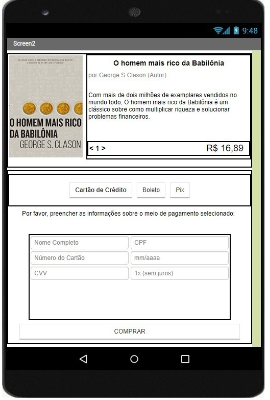 9:48
Screen2
O HOMEM MAIS RICO
DA BABILÔNIA
GEORGE S. CLASON
O homem mais rico da Babilônia
por George S Clason (Autor)
Com mais de dois milhões de exemplares vendidos no
mundo todo, O homem mais rico da Babilônia é um
clássico sobre como multiplicar riqueza e solucionar
problemas financeiros.
< 1 >
R$ 16,89
Cartão de Crédito
Boleto
Pix
Por favor, preencher as informações sobre o meio de pagamento selecionado:
Nome Completo
CPF
Número do Cartão
mm/aaaa
CVV
1x (sem juros)
COMPRAR